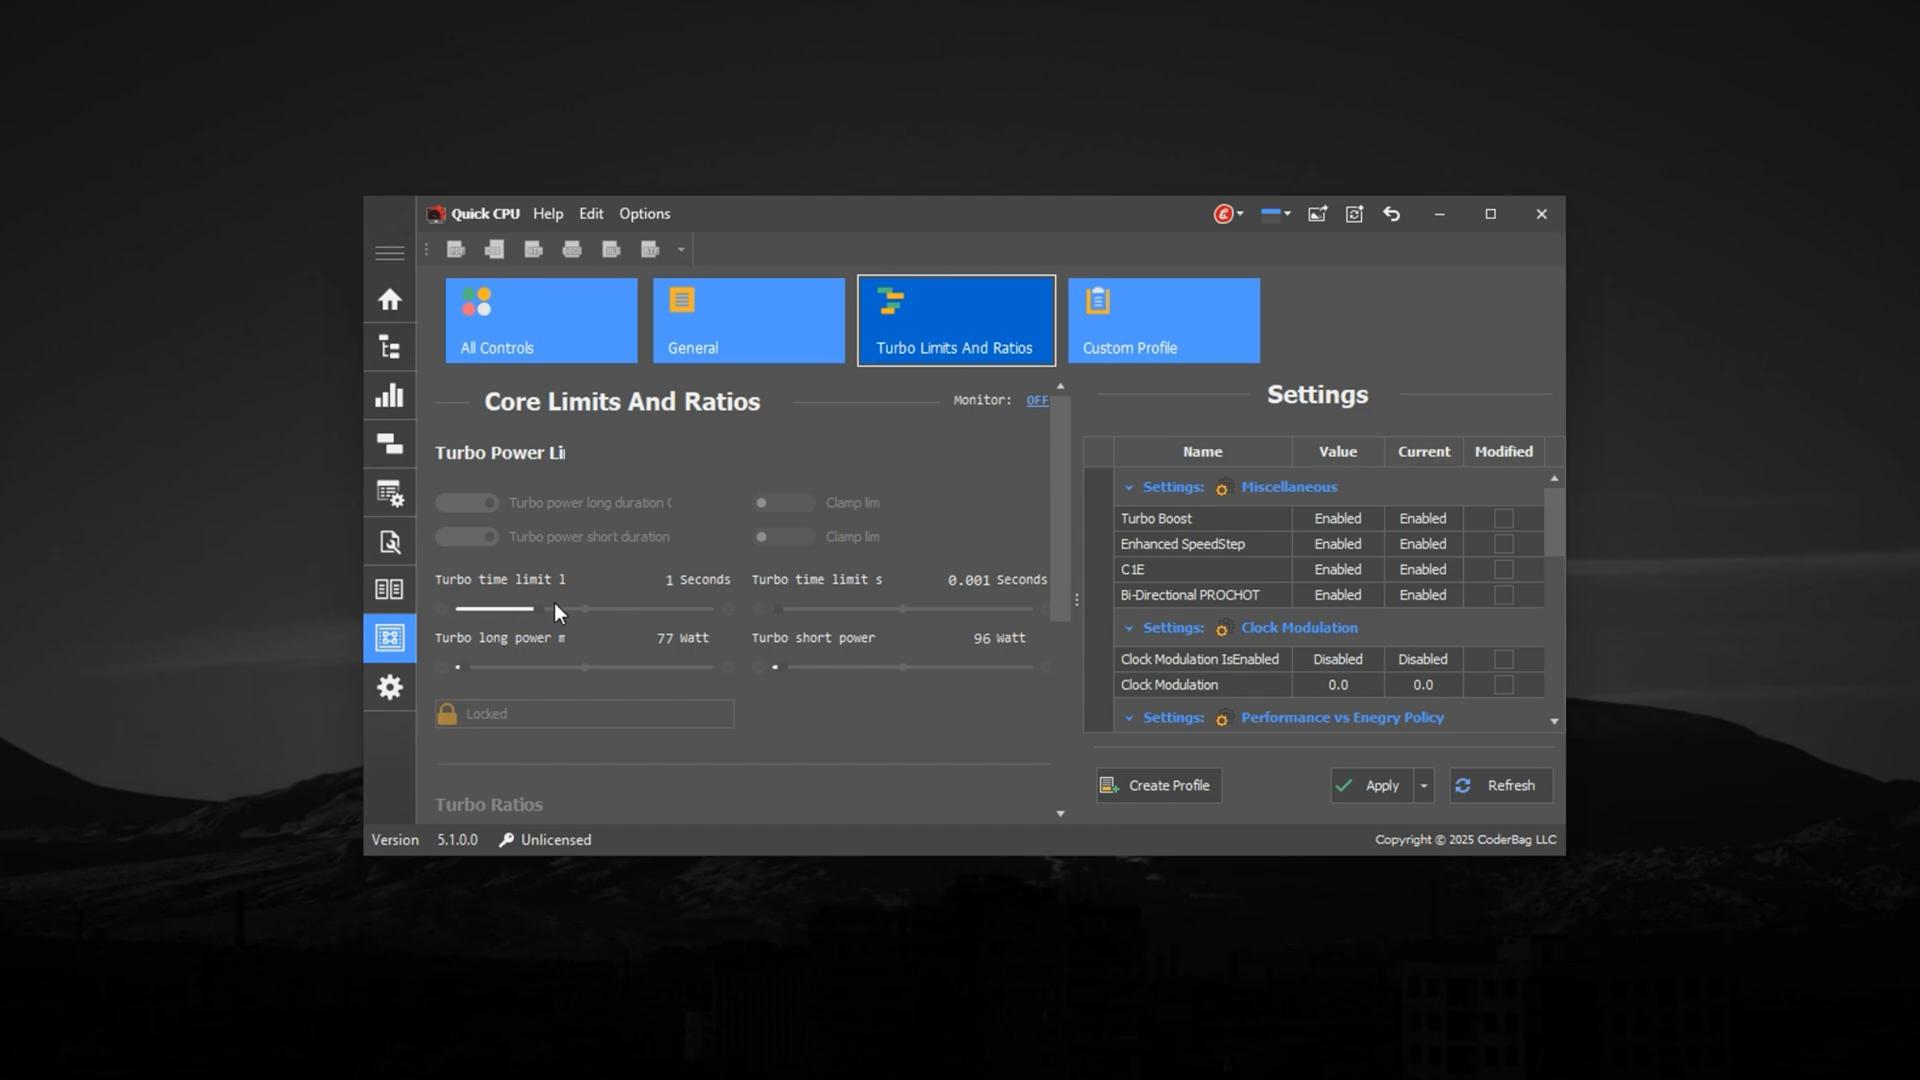 Quick CPU Help Edit Options
All Controls
General
Turbo Limits And Ratios
Custom Profile
Core Limits And Ratios
Monitor: OFF
Turbo Power Li
Turbo power long duration
Clamp lim
Turbo power short duration
Clamp lim
Turbo time limit l 1 Seconds
Turbo time limit s 0.001 Seconds
Turbo long power m 77 Watt
Turbo short power 96 Watt
Locked
Turbo Ratios
Settings
Name Value Current Modified
Settings: Miscellaneous
Turbo Boost Enabled Enabled
Enhanced SpeedStep Enabled Enabled
C1E Enabled Enabled
Bi-Directional PROCHOT Enabled Enabled
Settings: Clock Modulation
Clock Modulation IsEnabled Disabled Disabled
Clock Modulation 0.0 0.0
Settings: Performance vs Enegry Policy
Create Profile
Apply
Refresh
Version 5.1.0.0 Unlicensed
Copyright © 2025 CoderBag LLC